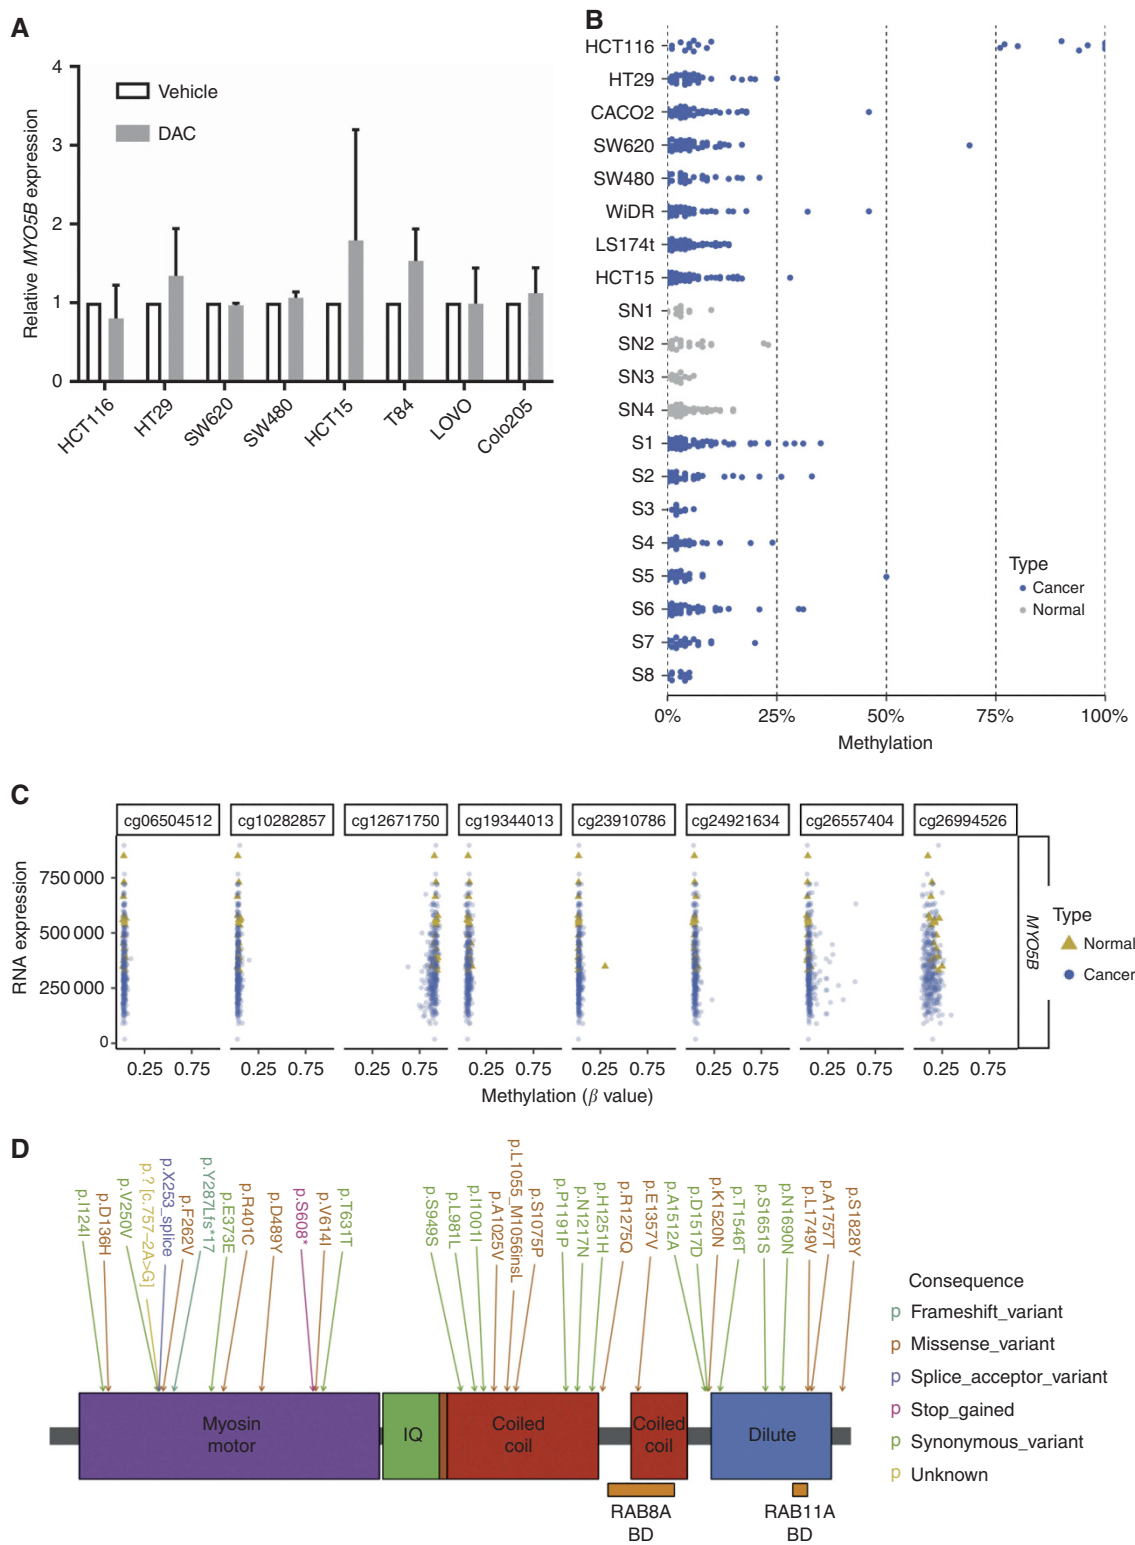 A
4
3
2
1
0
Relative MYO5B expression
Vehicle
DAC
HCT116
HT29
SW620
SW480
HCT15
T84
LOVO
Colo205
B
HCT116
HT29
CACO2
SW620
SW480
WiDR
LS174t
HCT15
SN1
SN2
SN3
SN4
S1
S2
S3
S4
S5
S6
S7
S8
Type
Cancer
Normal
0% 25% 50% 75% 100%
Methylation
C
cg06504512 cg10282857 cg12671750 cg19344013 cg23910786 cg24921634 cg26557404 cg26994526
RNA expression
750 000
500 000
250 000
0
MYO5B
Type
Normal
Cancer
0.25 0.75 0.25 0.75 0.25 0.75 0.25 0.75 0.25 0.75 0.25 0.75 0.25 0.75 0.25 0.75
Methylation (β value)
D
p.I124I
p.D136H
p.V250V
p.? [c.757–2A>G]
p.X253_splice
p.F262V
p.Y287Lfs*17
p.E373E
p.R401C
p.D489Y
p.S608*
p.V614I
p.T631T
p.S949S
p.L981L
p.I1001I
p.A1025V
p.L1055_M1056insL
p.S1075P
p.P1191P
p.N1217N
p.H1251H
p.R1275Q
p.E1357V
p.A1512A
p.D1517D
p.K1520N
p.T1546T
p.S1651S
p.N1690N
p.L1749V
p.A1757T
p.S1828Y
Myosin
motor
IQ
Coiled
coil
Coiled
coil
Dilute
RAB8A
BD
RAB11A
BD
Consequence
p Frameshift_variant
p Missense_variant
p Splice_acceptor_variant
p Stop_gained
p Synonymous_variant
p Unknown